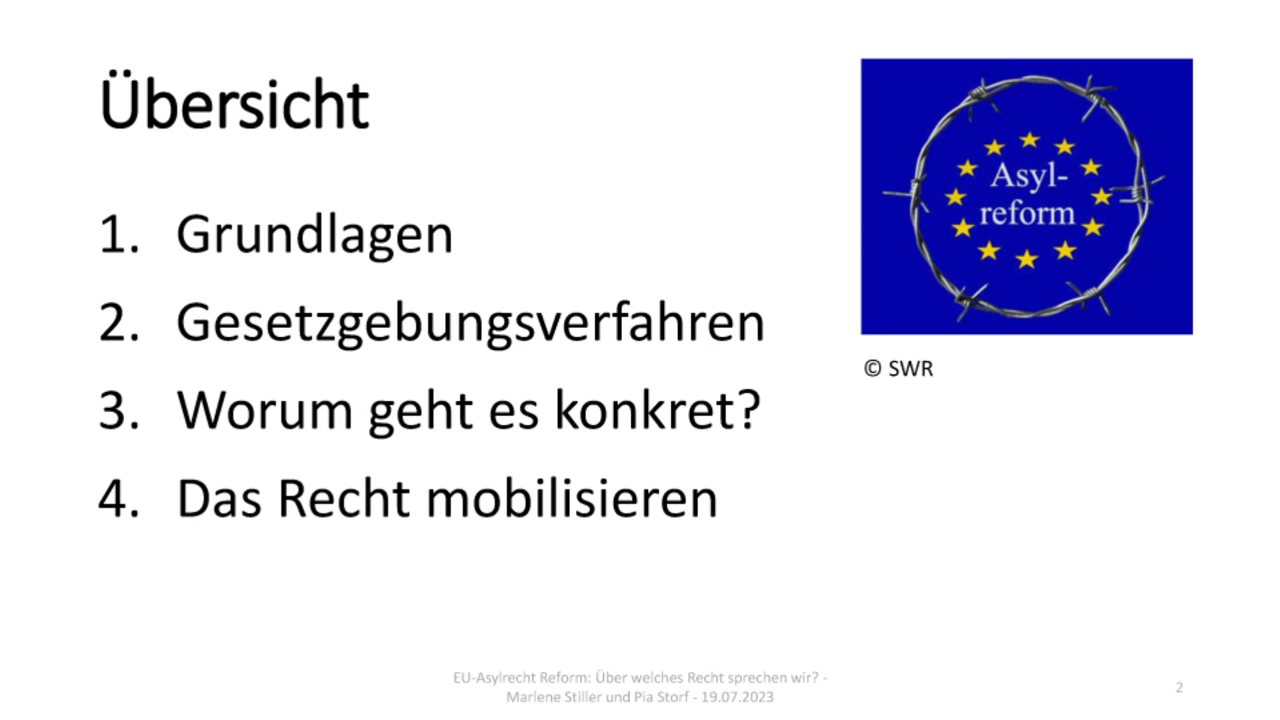 Übersicht
1. Grundlagen
2. Gesetzgebungsverfahren
3. Worum geht es konkret?
4. Das Recht mobilisieren
Asyl-
reform
© SWR
EU-Asylrecht Reform: Über welches Recht sprechen wir? -
Marlene Stiller und Pia Storf - 19.07.2023
2